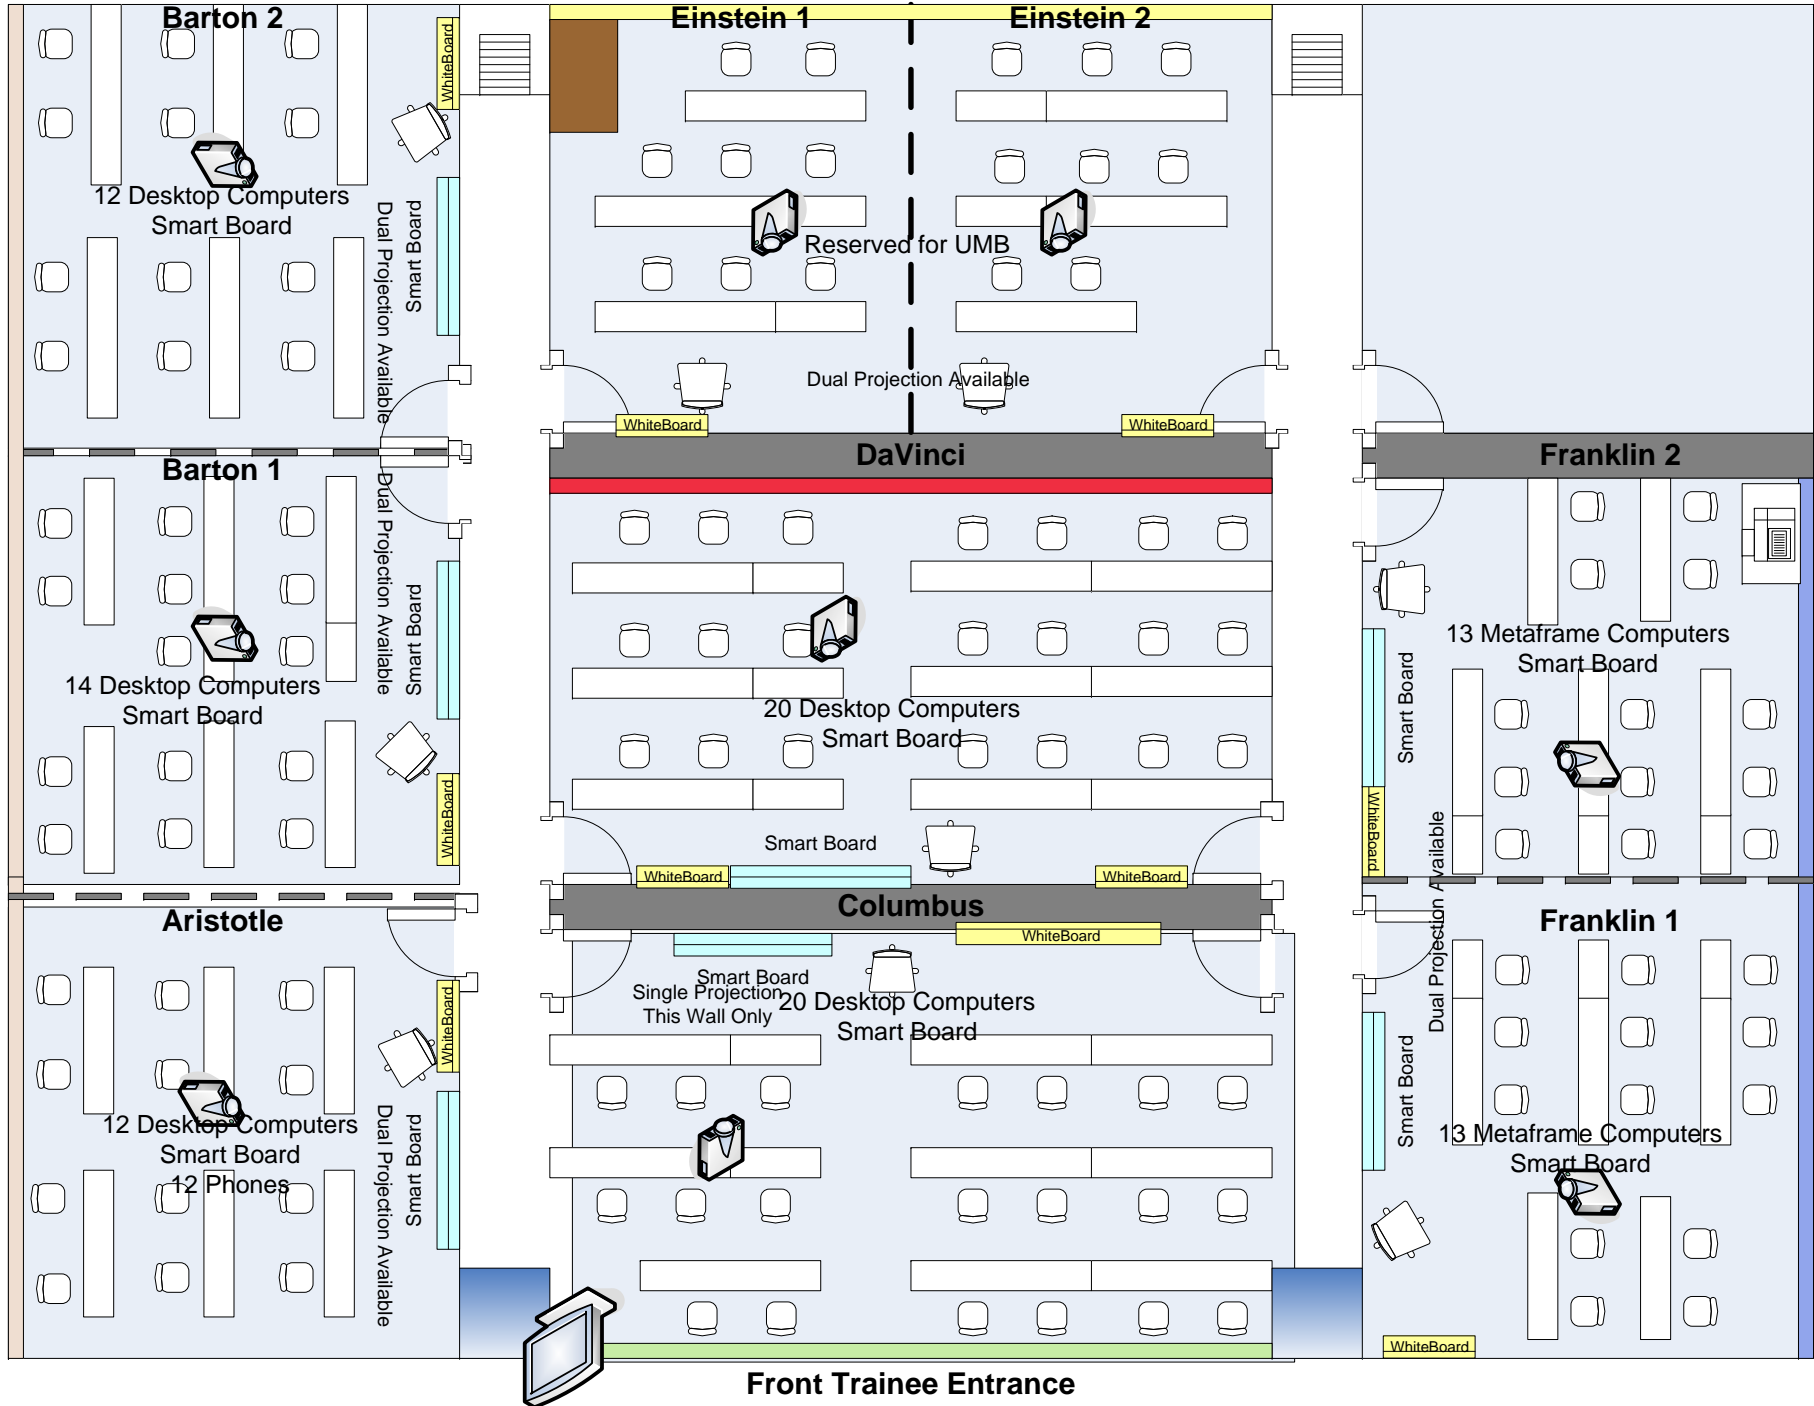 Barton 2
Einstein 1
Einstein 2
WhiteBoard
12 Desktop Computers
Smart Board
Dual Projection Available
Smart Board
Reserved for UMB
Dual Projection Available
WhiteBoard
WhiteBoard
DaVinci
Franklin 2
Barton 1
Dual Projection Available
Smart Board
14 Desktop Computers
Smart Board
WhiteBoard
20 Desktop Computers
Smart Board
Smart Board
WhiteBoard
WhiteBoard
13 Metaframe Computers
Smart Board
Smart Board
WhiteBoard
Dual Projection Available
Columbus
WhiteBoard
Aristotle
Franklin 1
WhiteBoard
Smart Board
Single Projection
This Wall Only
20 Desktop Computers
Smart Board
12 Desktop Computers
Smart Board
12 Phones
Dual Projection Available
Smart Board
Smart Board
13 Metaframe Computers
Smart Board
WhiteBoard
Front Trainee Entrance